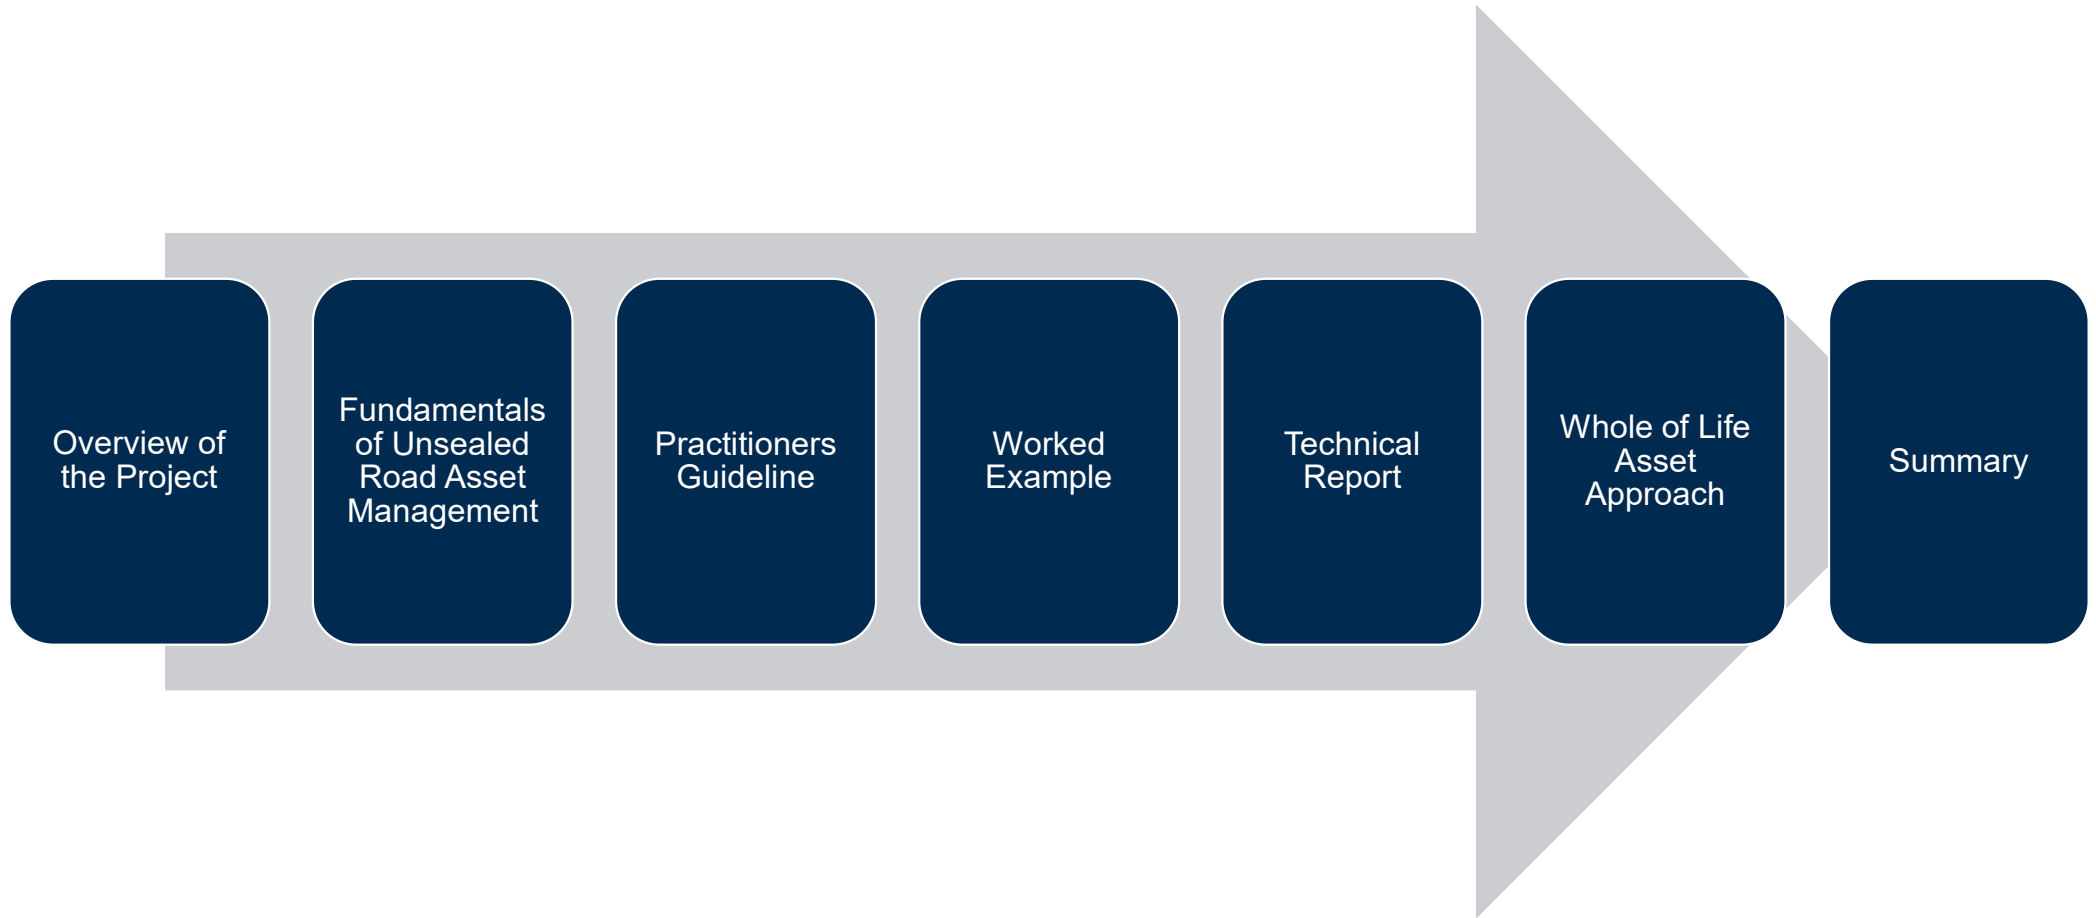 Overview of
the Project
Fundamentals
of Unsealed
Road Asset
Management
Practitioners
Guideline
Worked
Example
Technical
Report
Whole of Life
Asset
Approach
Summary